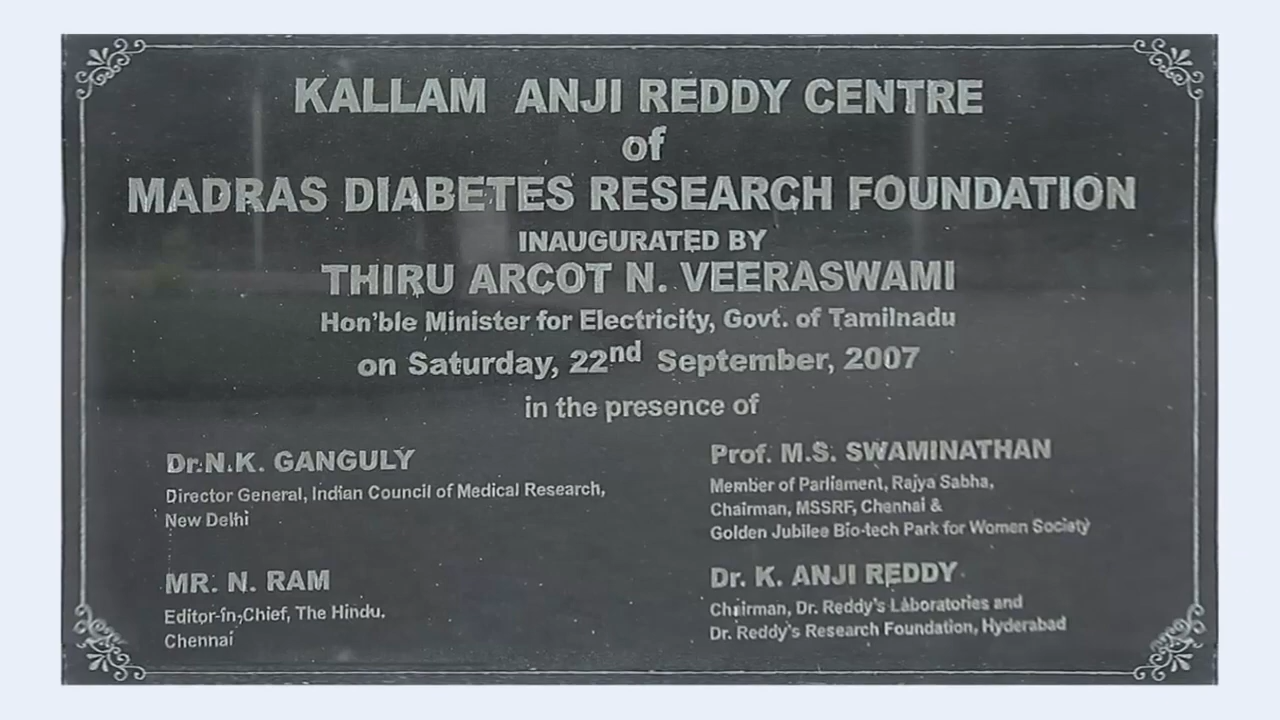 KALLAM ANJI REDDY CENTRE
of
MADRAS DIABETES RESEARCH FOUNDATION
INAUGURATED BY
THIRU ARCOT N. VEERASWAMI
Hon'ble Minister for Electricity, Govt. of Tamilnadu
on Saturday, 22nd September, 2007
in the presence of
Dr.N.K. GANGULY
Director General, Indian Council of Medical Research,
New Delhi
Prof. M.S. SWAMINATHAN
Member of Parliament, Rajya Sabha,
Chairman, MSSRF, Chennai &
Golden Jubilee Bio-tech Park for Women Society
MR. N. RAM
Editor-in-Chief, The Hindu.
Chennai
Dr. K. ANJI REDDY
Chairman, Dr. Reddy's Laboratories and
Dr. Reddy's Research Foundation, Hyderabad